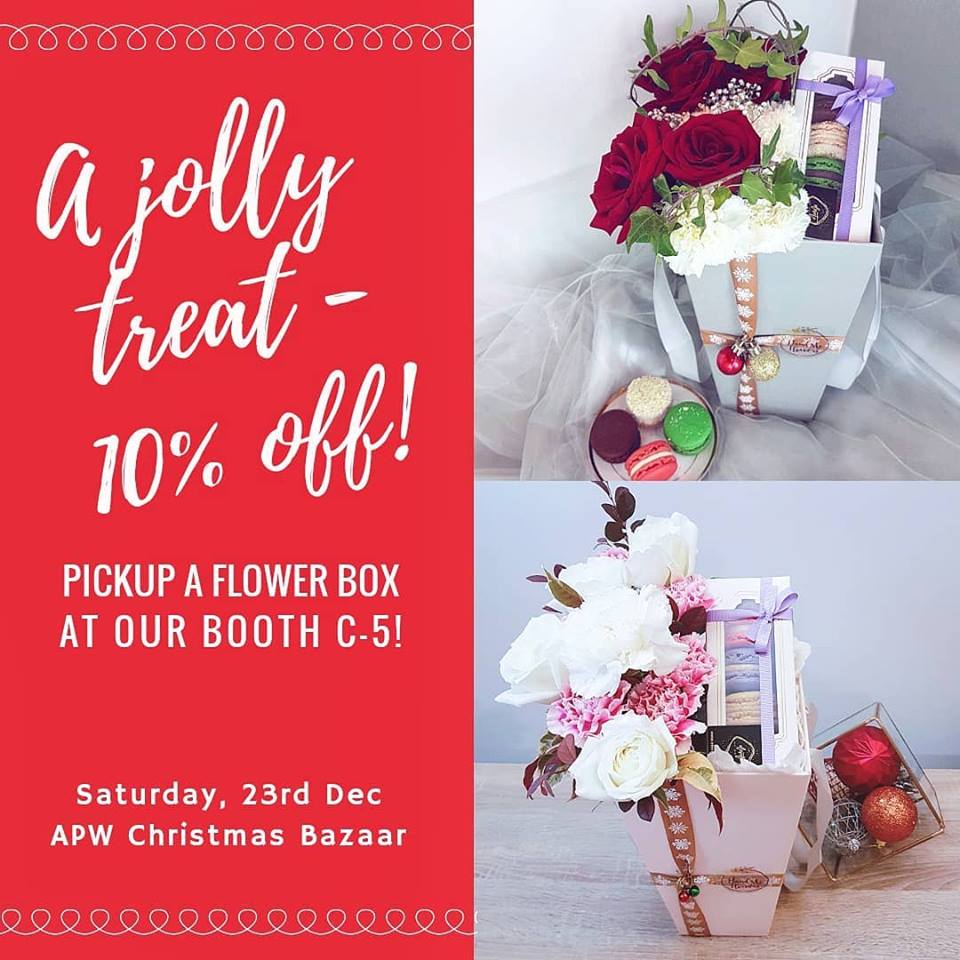 A jolly
treat -
10% off!
PICKUP A FLOWER BOX
AT OUR BOOTH C-5!
Saturday, 23rd Dec
APW Christmas Bazaar